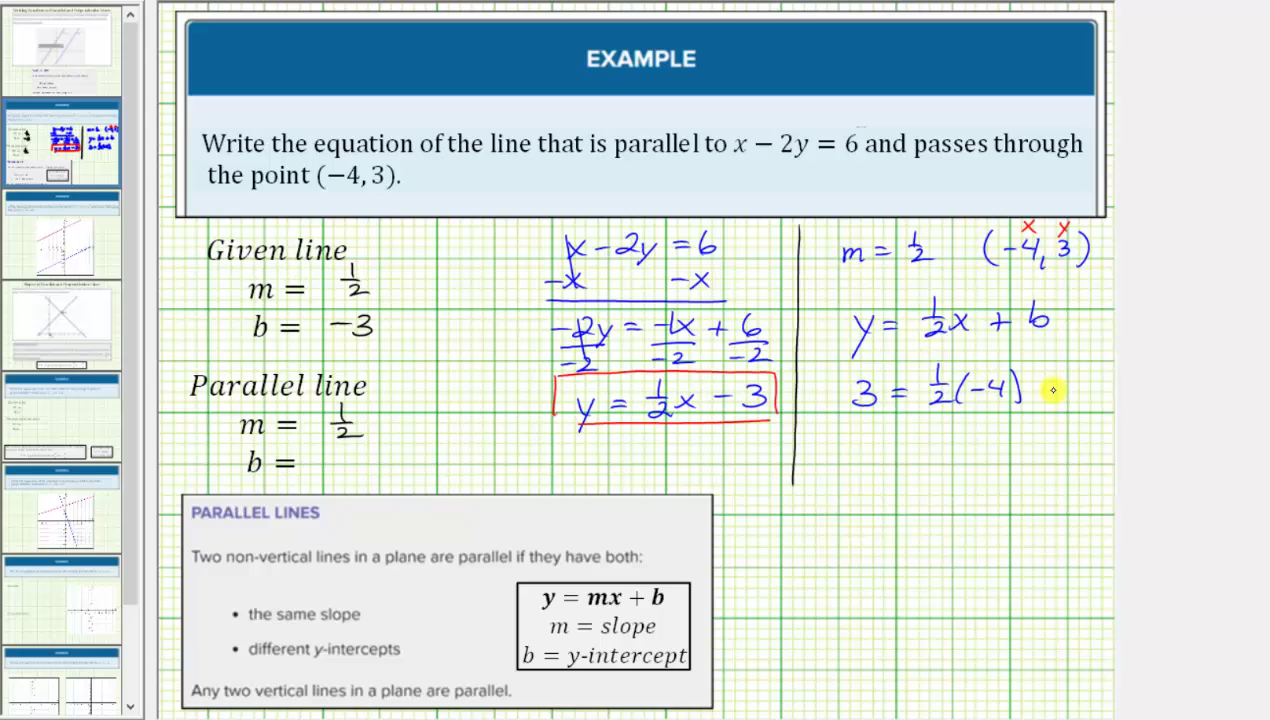 EXAMPLE
Write the equation of the line that is parallel to x − 2y = 6 and passes through
the point (−4, 3).
Given line
m = 1/2
b = −3
Parallel line
m = 1/2
b =
x − 2y = 6
−x −x
−2y = −1x + 6
−2 −2 −2
y = 1/2 x − 3
x y
m = 1/2 (−4, 3)
y = 1/2 x + b
3 = 1/2 (−4)
PARALLEL LINES
Two non-vertical lines in a plane are parallel if they have both:
• the same slope
• different y-intercepts
Any two vertical lines in a plane are parallel.
y = mx + b
m = slope
b = y-intercept